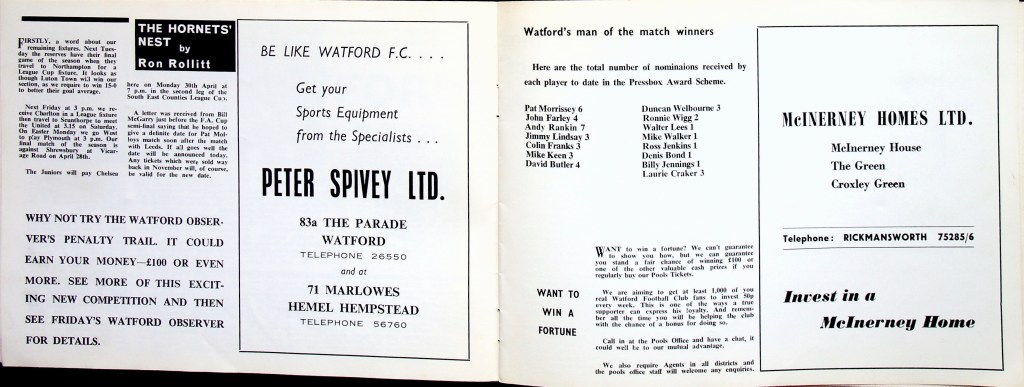 THE HORNETS'
NEST by
Ron Rollitt
FIRSTLY, a word about our
remaining fixtures. Next Tues-
day the reserves have their final
game of the season when they
travel to Northampton for a
League Cup fixture. It looks as
though Luton Town will win our
section, as we require to win 15-0
to better their goal average.
Next Friday at 3 p.m. we re-
ceive Charlton in a League fixture
then travel to Scunthorpe to meet
the United at 3.15 on Saturday.
On Easter Monday we go West
to play Plymouth at 3 p.m. Our
final match of the season is
against Shrewsbury at Vicar-
age Road on April 28th.
The Juniors will pay Chelsea
here on Monday 30th April at
7 p.m. in the second leg of the
South East Counties League Cup.
A letter was received from Bill
McGarry just before the F.A. Cup
semi-final saying that he hoped to
give a definite date for Pat Mol-
loys match soon after the match
with Leeds. If all goes well the
date will be announced today.
Any tickets which were sold way
back in November will, of course,
be valid for the new date.
WHY NOT TRY THE WATFORD OBSER-
VER'S PENALTY TRAIL. IT COULD
EARN YOUR MONEY—£100 OR EVEN
MORE. SEE MORE OF THIS EXCIT-
ING NEW COMPETITION AND THEN
SEE FRIDAY'S WATFORD OBSERVER
FOR DETAILS.
BE LIKE WATFORD F.C. . . .
Get your
Sports Equipment
from the Specialists . . .
PETER SPIVEY LTD.
83a THE PARADE
WATFORD
TELEPHONE 26550
and at
71 MARLOWES
HEMEL HEMPSTEAD
TELEPHONE 56760
Watford's man of the match winners
Here are the total number of nominaions received by
each player to date in the Pressbox Award Scheme.
Pat Morrissey 6
John Farley 4
Andy Rankin 7
Jimmy Lindsay 3
Colin Franks 3
Mike Keen 3
David Butler 4
Duncan Welbourne 3
Ronnie Wigg 2
Walter Lees 1
Mike Walker 1
Ross Jenkins 1
Denis Bond 1
Billy Jennings 1
Laurie Craker 3
WANT TO
WIN A
FORTUNE
WANT to win a fortune? We can't guarantee
to show you how, but we can guarantee
you stand a fair chance of winning £100 or
one of the other valuable cash prizes if you
regularly buy our Pools Tickets.
We are aiming to get at least 1,000 of you
real Watford Football Club fans to invest 50p
every week. This is one of the ways a true
supporter can express his loyalty. And remem-
ber all the time you will be helping the club
with the chance of a bonus for doing so.
Call in at the Pools Office and have a chat, it
could well be to our mutual advantage.
We also require Agents in all districts and
the pools office staff will welcome any enquiries.
McINERNEY HOMES LTD.
McInerney House
The Green
Croxley Green
Telephone: RICKMANSWORTH 75285/6
Invest in a
McInerney Home